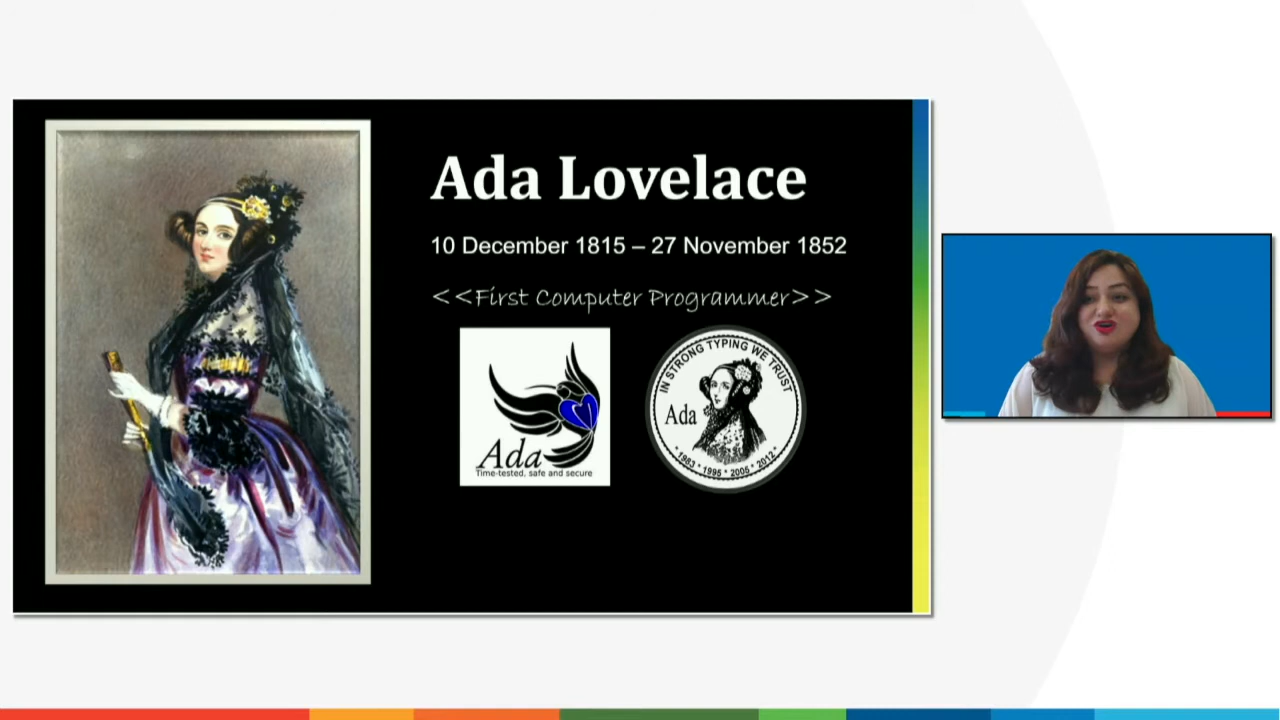 Ada Lovelace
10 December 1815 – 27 November 1852
<<First Computer Programmer>>
Ada
Time-tested, safe and secure
IN STRONG TYPING WE TRUST
Ada
* 1983 * 1995 * 2005 * 2012 *